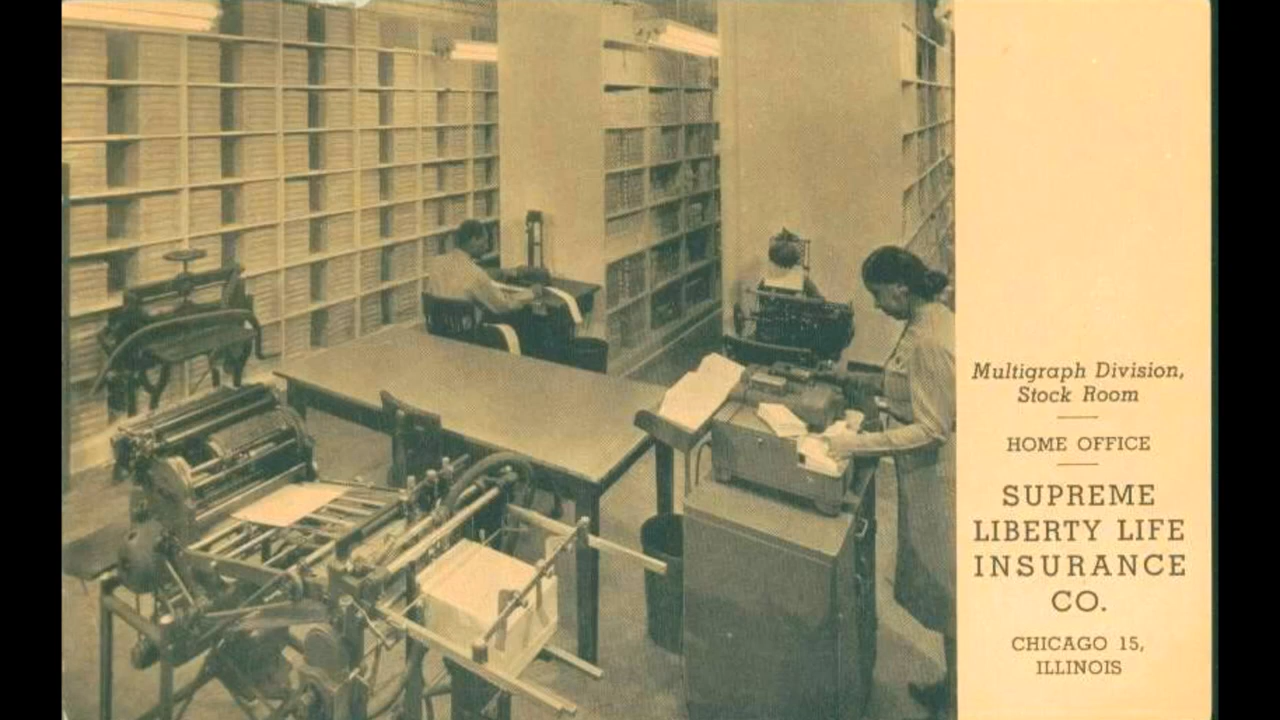 Multigraph Division,
Stock Room
HOME OFFICE
SUPREME
LIBERTY LIFE
INSURANCE
CO.
CHICAGO 15,
ILLINOIS